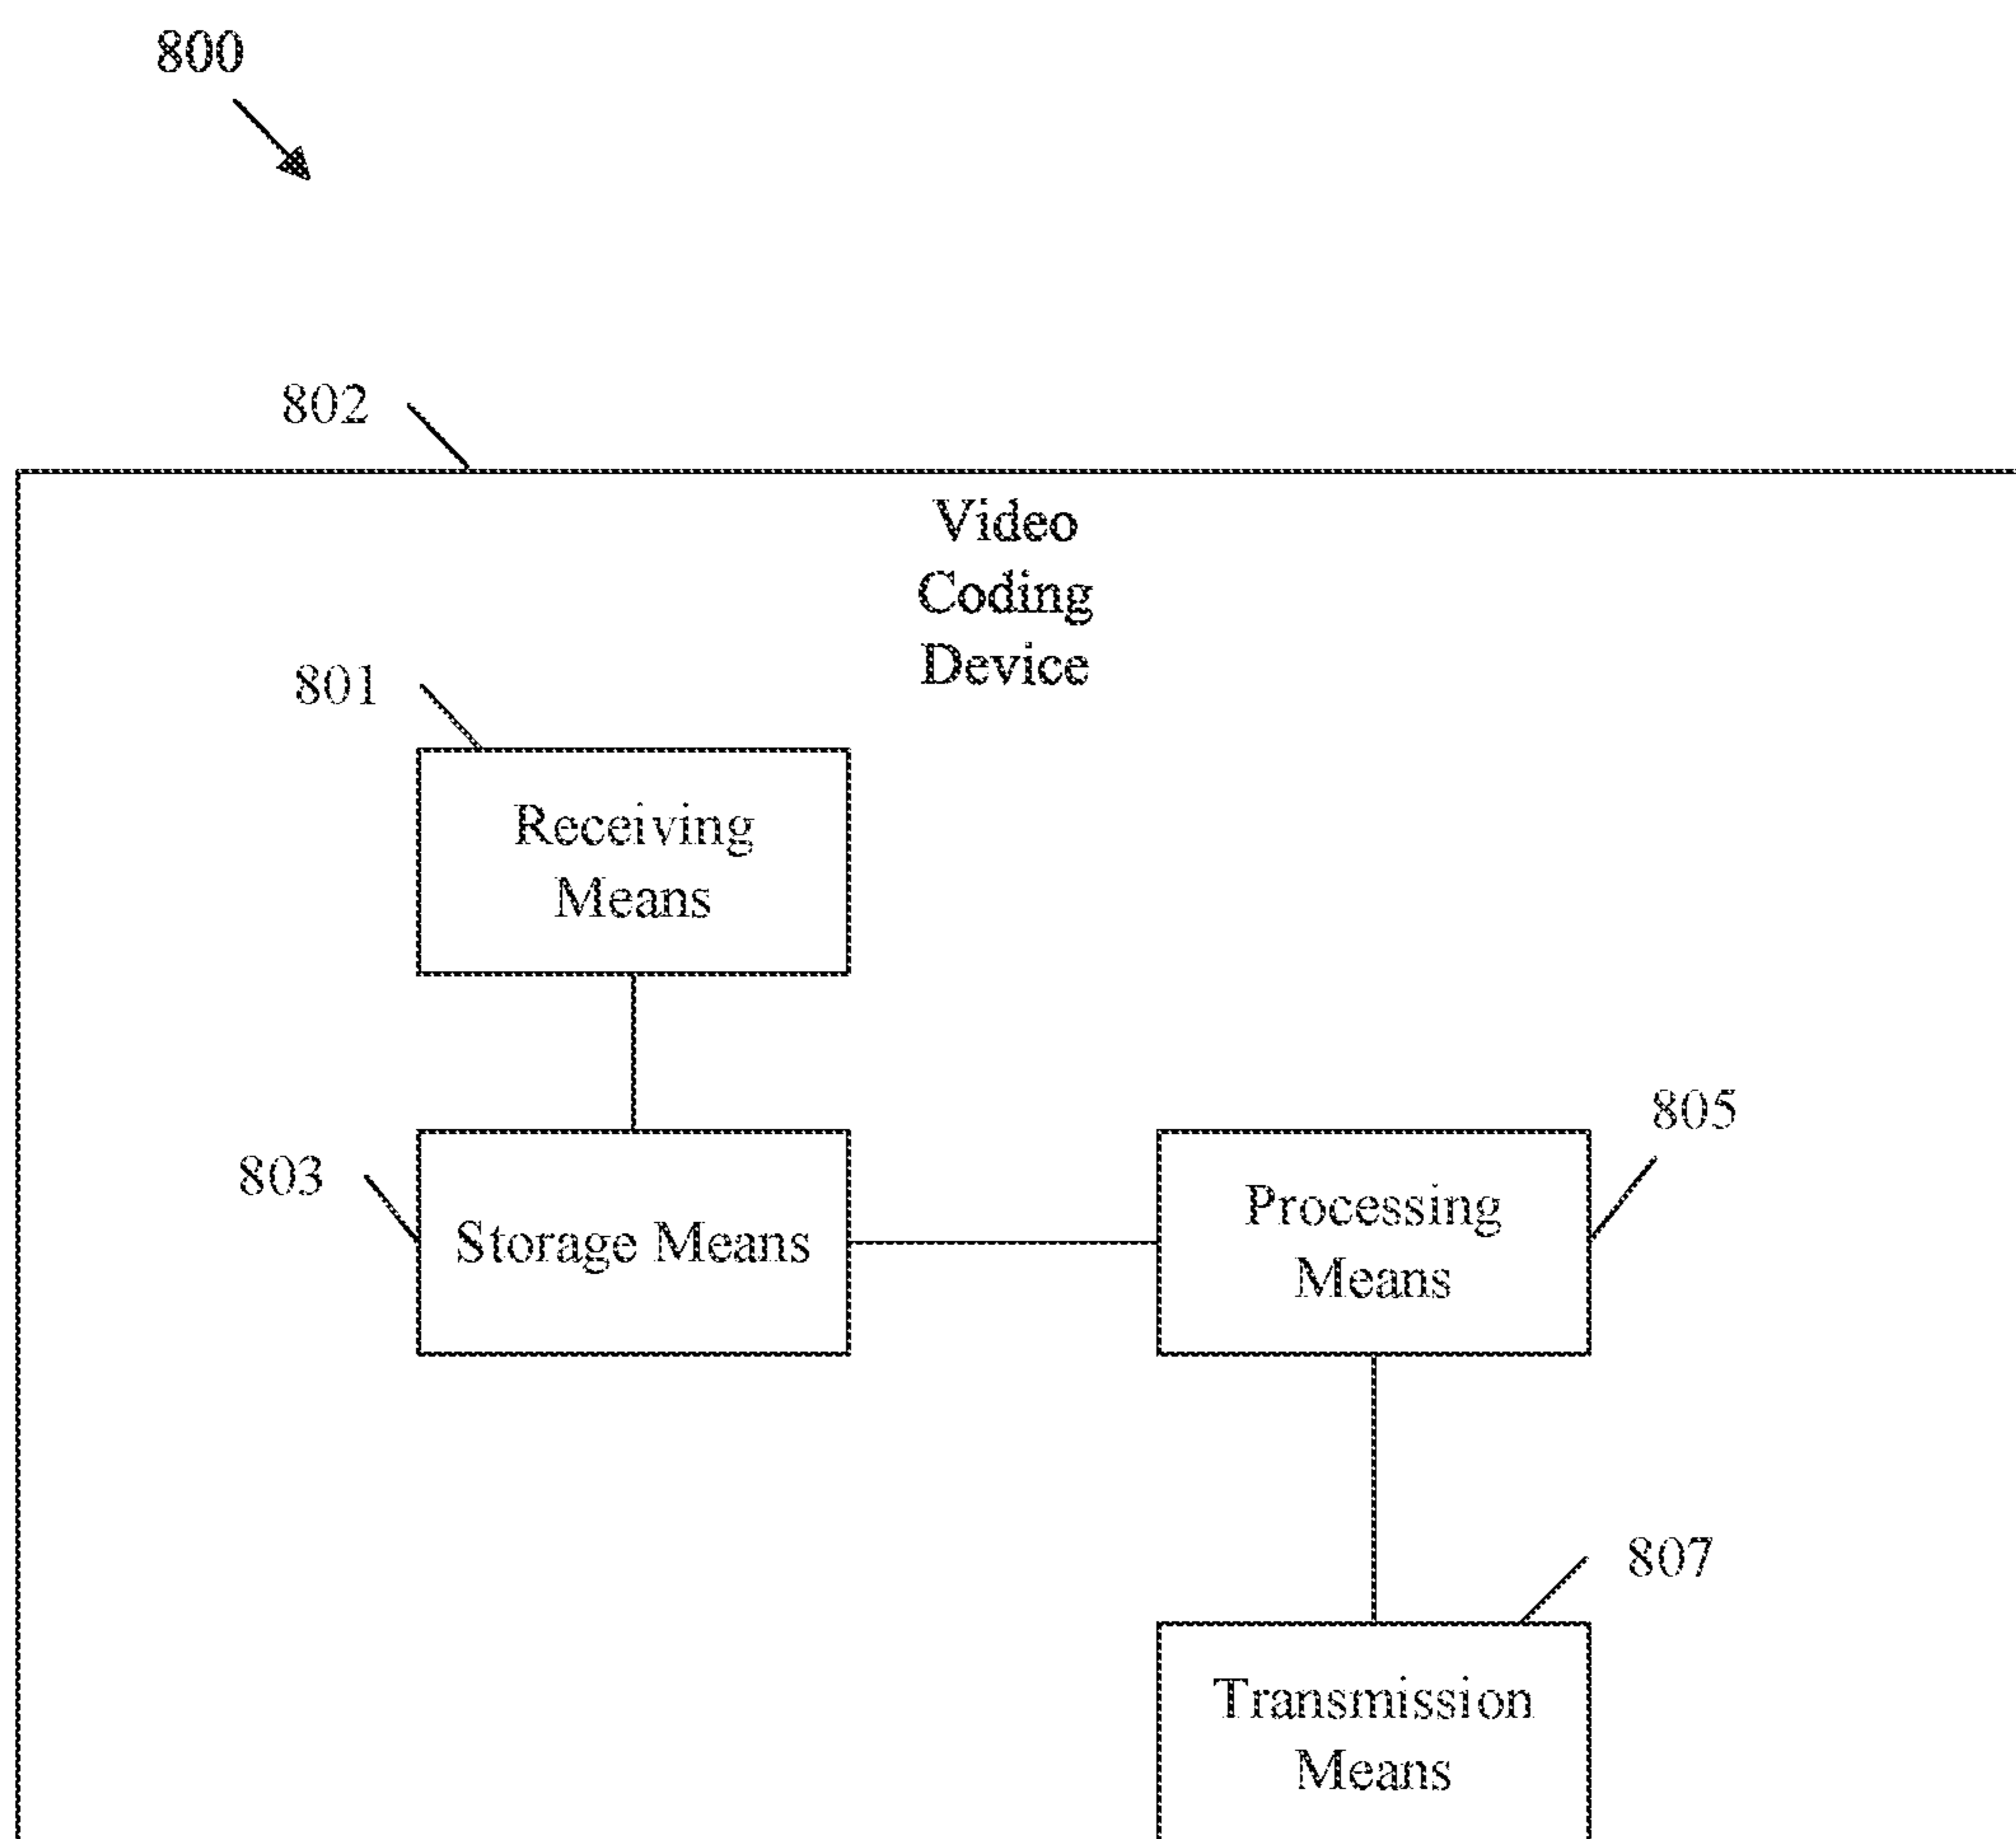 800
802
Video
Coding
Device
801
Receiving
Means
803
Storage Means
805
Processing
Means
807
Transmission
Means